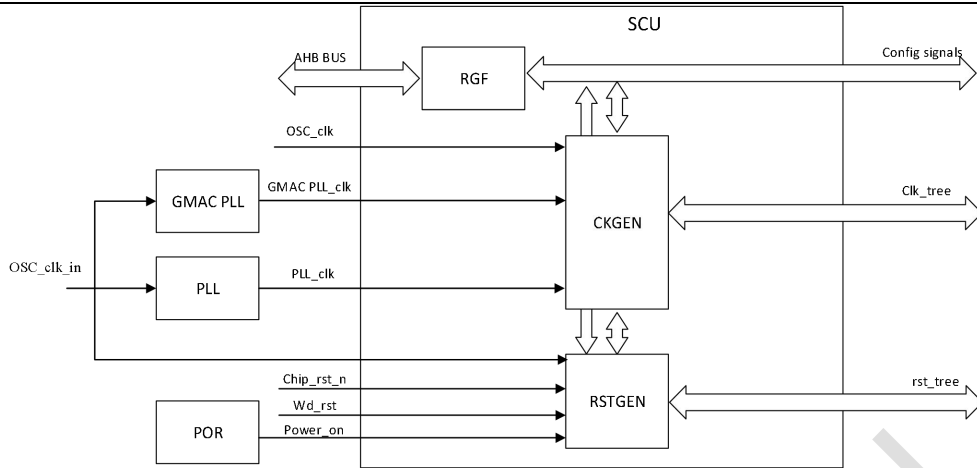 SCU
AHB BUS
Config signals
RGF
OSC_clk
GMAC PLL
GMAC PLL_clk
Clk_tree
CKGEN
OSC_clk_in
PLL
PLL_clk
Chip_rst_n
rst_tree
RSTGEN
Wd_rst
POR
Power_on